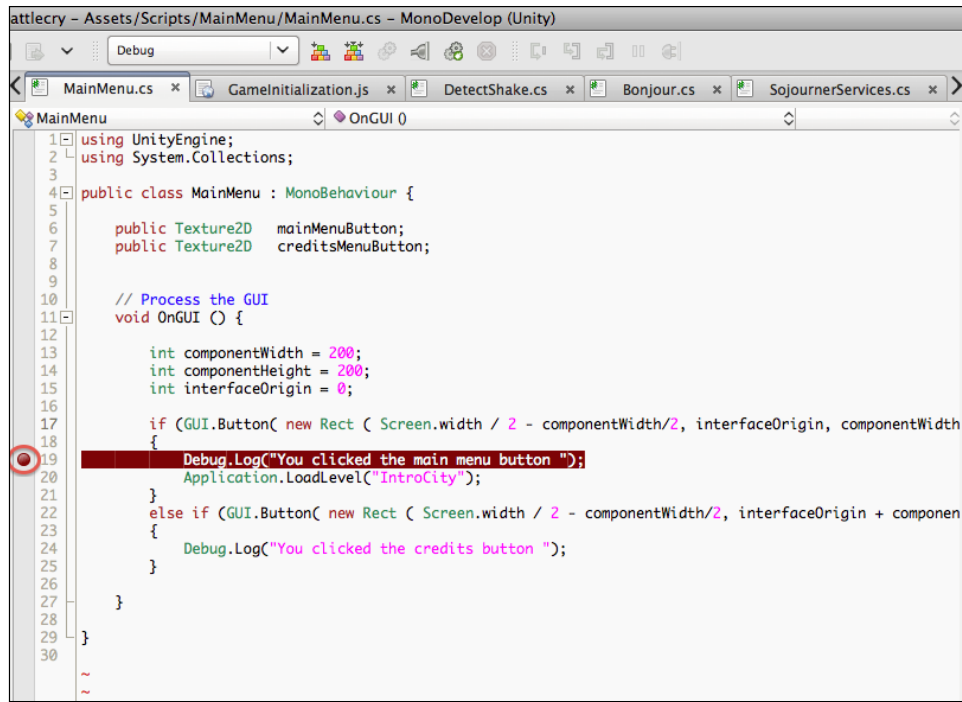 attlecry – Assets/Scripts/MainMenu/MainMenu.cs – MonoDevelop (Unity)
Debug
MainMenu.cs × GameInitialization.js × DetectShake.cs × Bonjour.cs × SojournerServices.cs ×
MainMenu OnGUI ()
1 using UnityEngine;
2 using System.Collections;
3
4 public class MainMenu : MonoBehaviour {
5
6 public Texture2D mainMenuButton;
7 public Texture2D creditsMenuButton;
8
9
10 // Process the GUI
11 void OnGUI () {
12
13 int componentWidth = 200;
14 int componentHeight = 200;
15 int interfaceOrigin = 0;
16
17 if (GUI.Button( new Rect ( Screen.width / 2 - componentWidth/2, interfaceOrigin, componentWidth
18 {
19 Debug.Log("You clicked the main menu button ");
20 Application.LoadLevel("IntroCity");
21 }
22 else if (GUI.Button( new Rect ( Screen.width / 2 - componentWidth/2, interfaceOrigin + componen
23 {
24 Debug.Log("You clicked the credits button ");
25 }
26
27 }
28
29 }
30
~
~